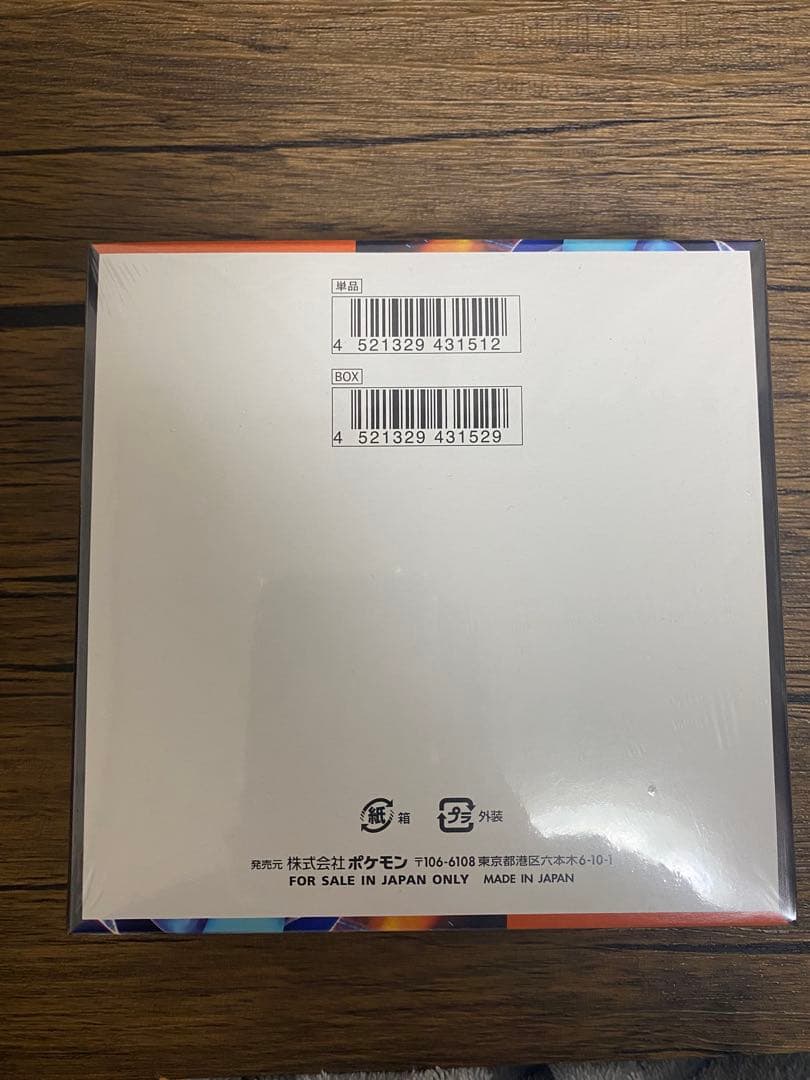 単品
4 521329 431512
BOX
4 521329 431529
紙 箱 プラ 外装
発売元 株式会社 ポケモン 〒106-6108 東京都港区六本木6-10-1
FOR SALE IN JAPAN ONLY MADE IN JAPAN